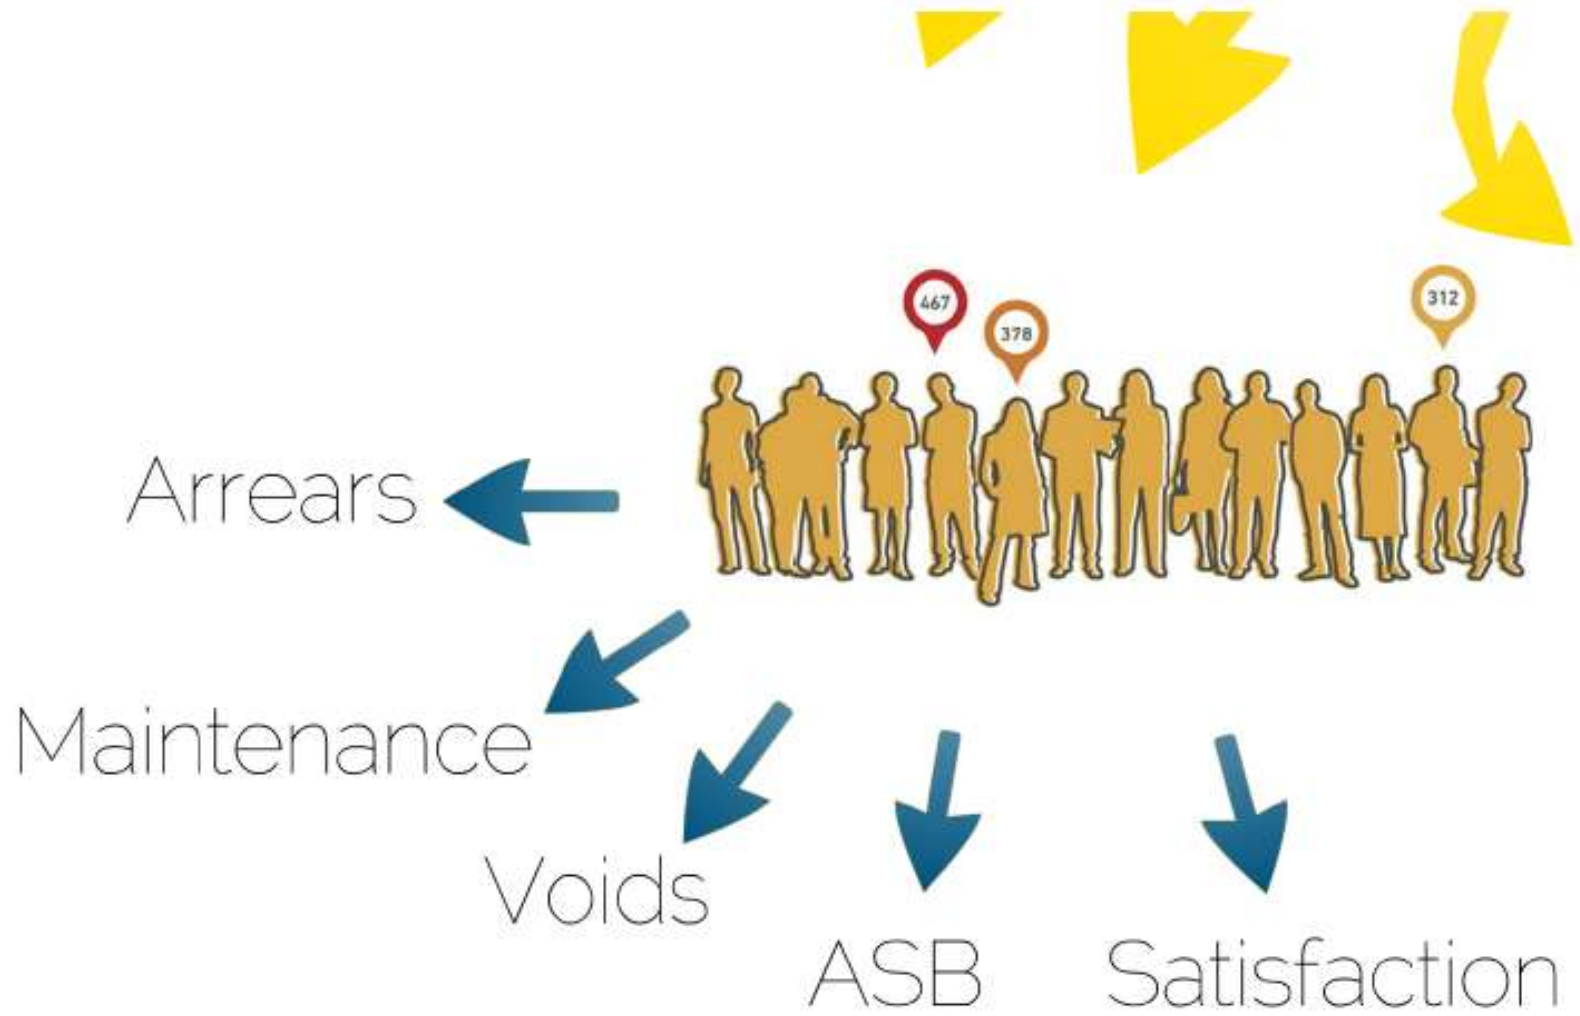 467
378
312
Arrears
Maintenance
Voids
ASB
Satisfaction